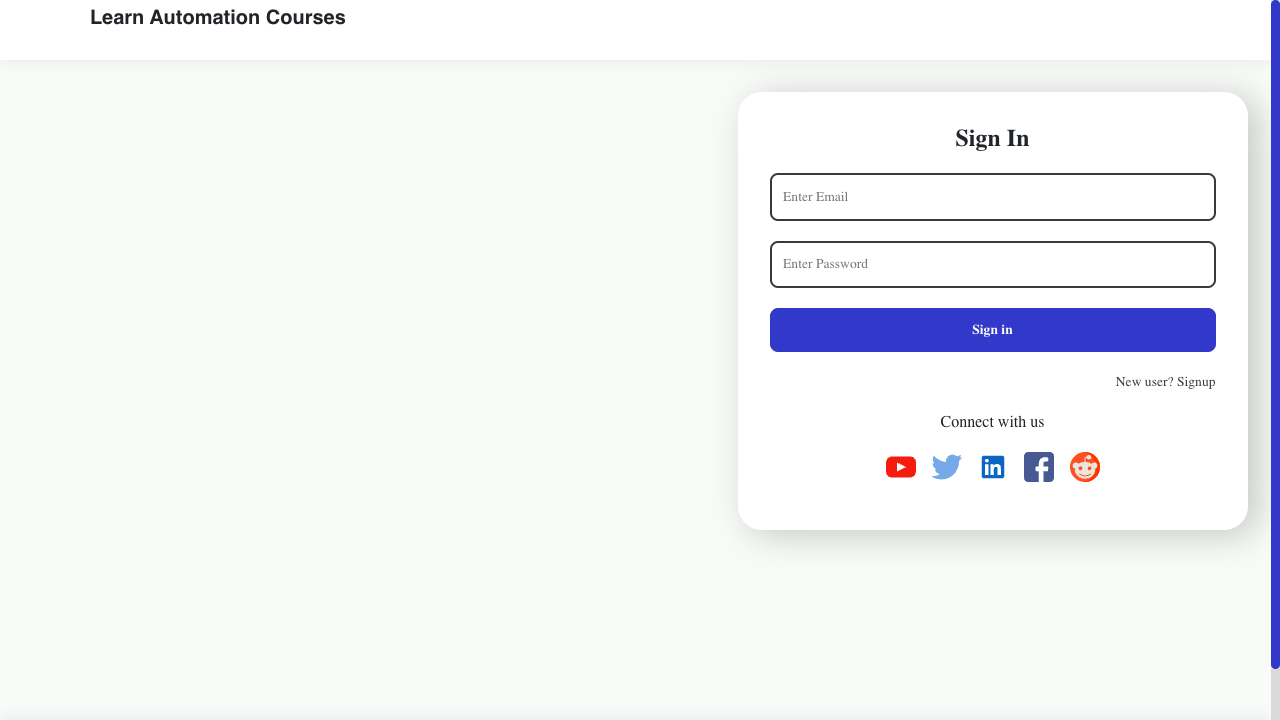 Learn Automation Courses
Sign In
Enter Email
Enter Password
Sign in
New user? Signup
Connect with us